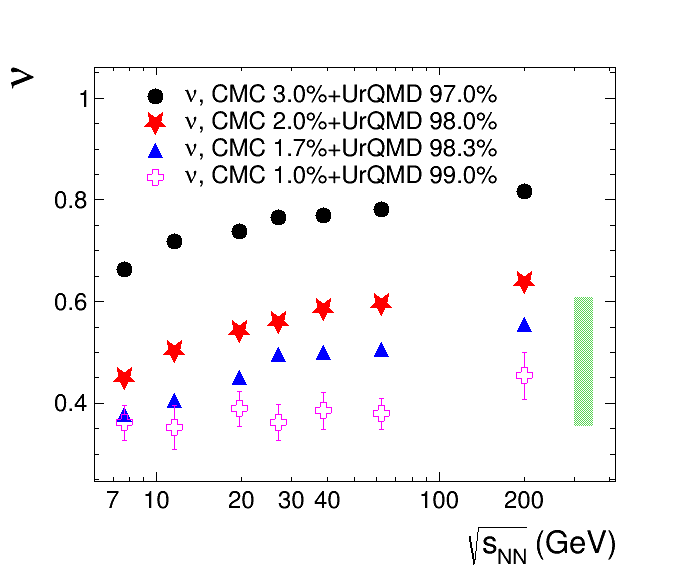 ν
1
0.8
0.6
0.4
ν, CMC 3.0%+UrQMD 97.0%
ν, CMC 2.0%+UrQMD 98.0%
ν, CMC 1.7%+UrQMD 98.3%
ν, CMC 1.0%+UrQMD 99.0%
7 10 20 30 40 100 200
√s_NN (GeV)